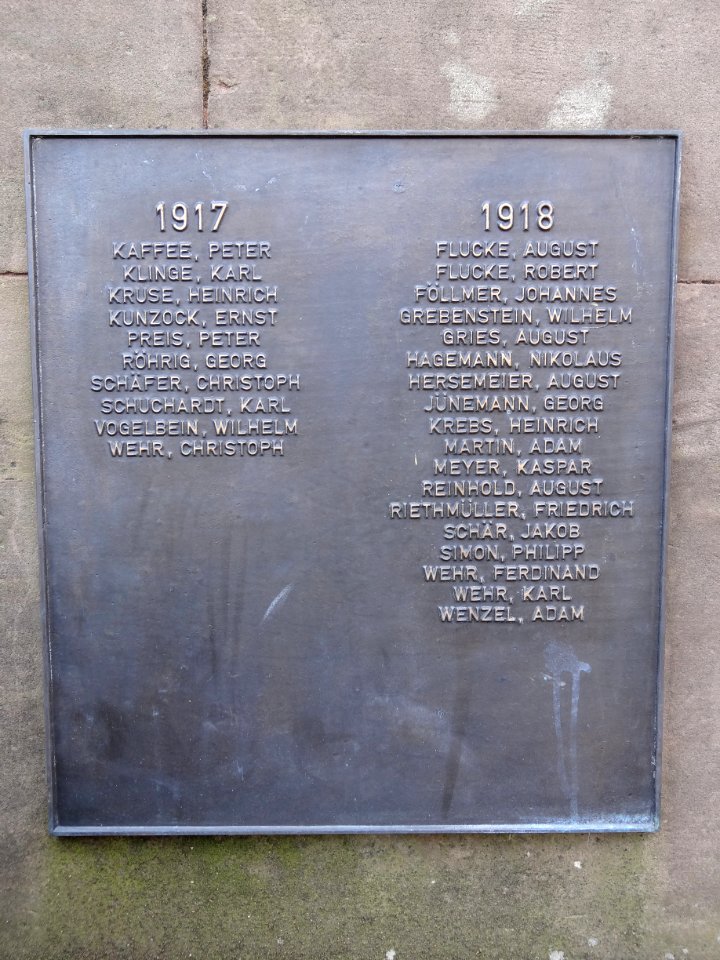 1917
KAFFEE, PETER
KLINGE, KARL
KRUSE, HEINRICH
KUNZOCK, ERNST
PREIS, PETER
RÖHRIG, GEORG
SCHÄFER, CHRISTOPH
SCHUCHARDT, KARL
VOGELBEIN, WILHELM
WEHR, CHRISTOPH
1918
FLUCKE, AUGUST
FLUCKE, ROBERT
FÖLLMER, JOHANNES
GREBENSTEIN, WILHELM
GRIES, AUGUST
HAGEMANN, NIKOLAUS
HERSEMEIER, AUGUST
JÜNEMANN, GEORG
KREBS, HEINRICH
MARTIN, ADAM
MEYER, KASPAR
REINHOLD, AUGUST
RIETHMÜLLER, FRIEDRICH
SCHÄR, JAKOB
SIMON, PHILIPP
WEHR, FERDINAND
WEHR, KARL
WENZEL, ADAM